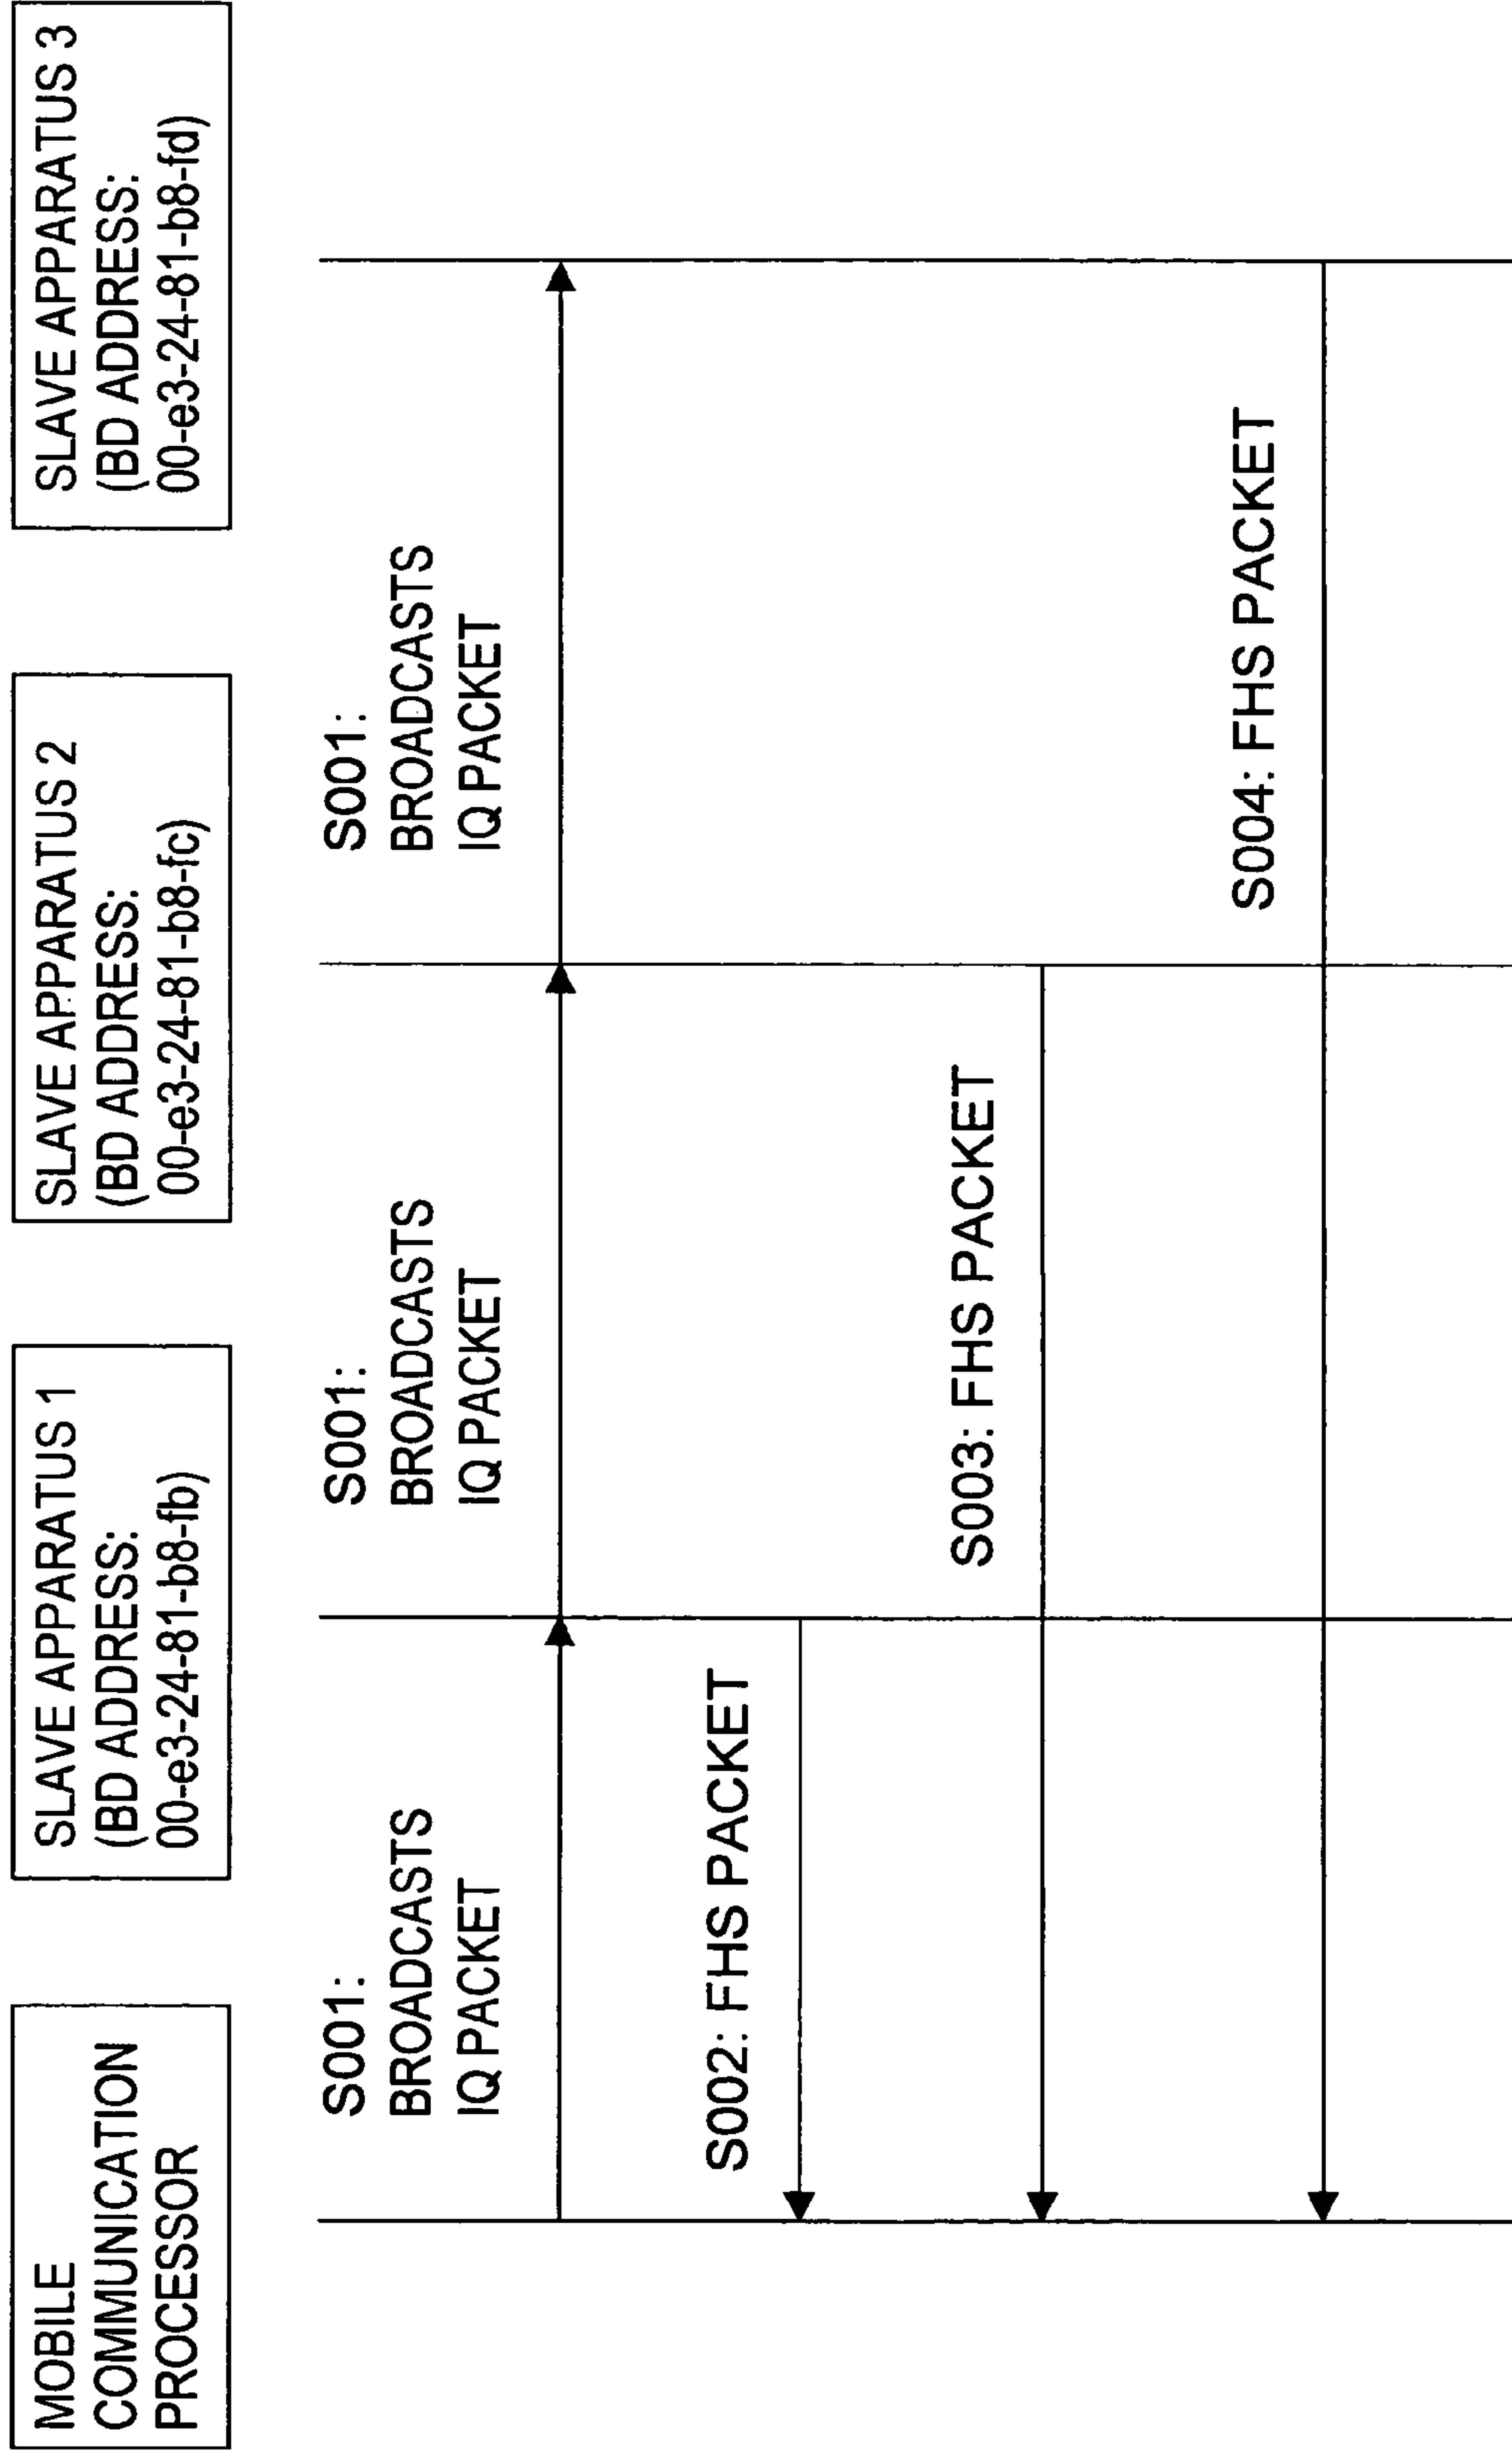 MOBILE
COMMUNICATION
PROCESSOR
SLAVE APPARATUS 1
(BD ADDRESS:
00-e3-24-81-b8-fb)
SLAVE APPARATUS 2
(BD ADDRESS:
00-e3-24-81-b8-fc)
SLAVE APPARATUS 3
(BD ADDRESS:
00-e3-24-81-b8-fd)
S001:
BROADCASTS
IQ PACKET
S001:
BROADCASTS
IQ PACKET
S001:
BROADCASTS
IQ PACKET
S002: FHS PACKET
S003: FHS PACKET
S004: FHS PACKET